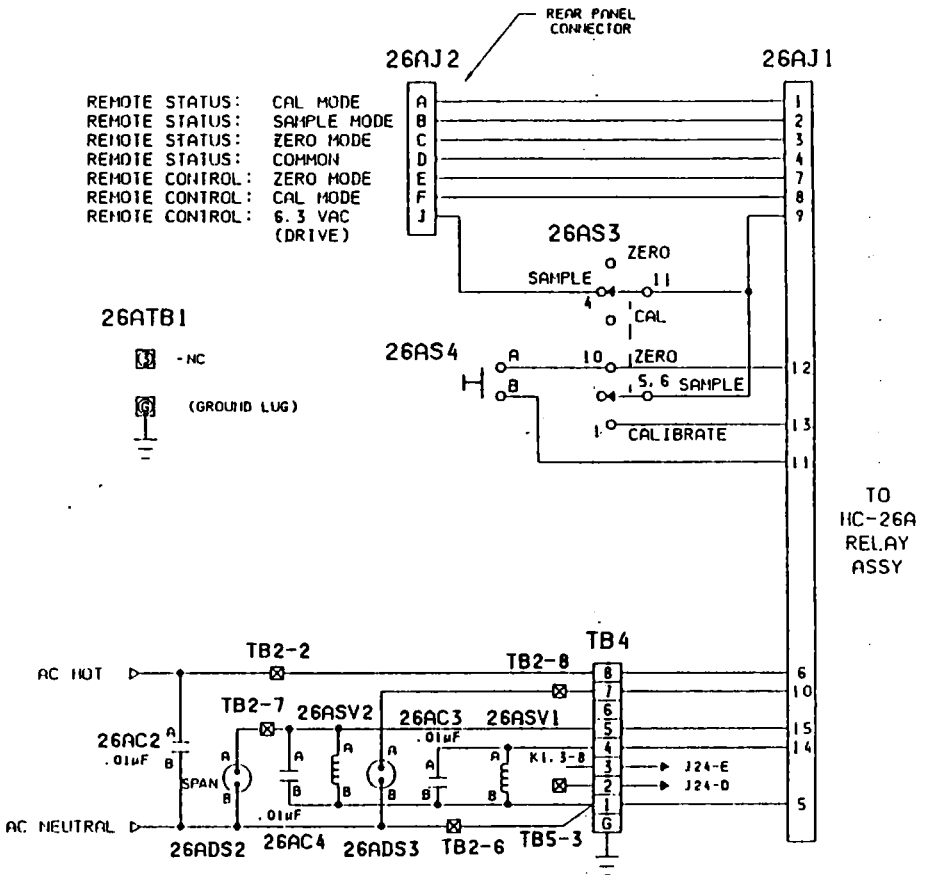 REAR PANEL
CONNECTOR
26AJ2
26AJ1
REMOTE STATUS: CAL MODE A 1
REMOTE STATUS: SAMPLE MODE B 2
REMOTE STATUS: ZERO MODE C 3
REMOTE STATUS: COMMON D 4
REMOTE CONTROL: ZERO MODE E 7
REMOTE CONTROL: CAL MODE F 8
REMOTE CONTROL: 6.3 VAC J 9
(DRIVE)
26AS3
ZERO
SAMPLE 11
4
CAL
26ATB1
- NC
G (GROUND LUG)
26AS4
A 10 ZERO 12
B 5,6 SAMPLE
1 CALIBRATE 13
11
TO
HC-26A
RELAY
ASSY
TB4
AC HOT TB2-2 TB2-8 8 6
7 10
6
TB2-7 26ASV2 26AC3 26ASV1 5 15
.01uF 4 14
26AC2 A A A A A A K1,3-8 3 J24-E
.01uF B SPAN B B B B B B 2 J24-D
.01uF 1 5
AC NEUTRAL G
26ADS2 26AC4 26ADS3 TB2-6 TB5-3